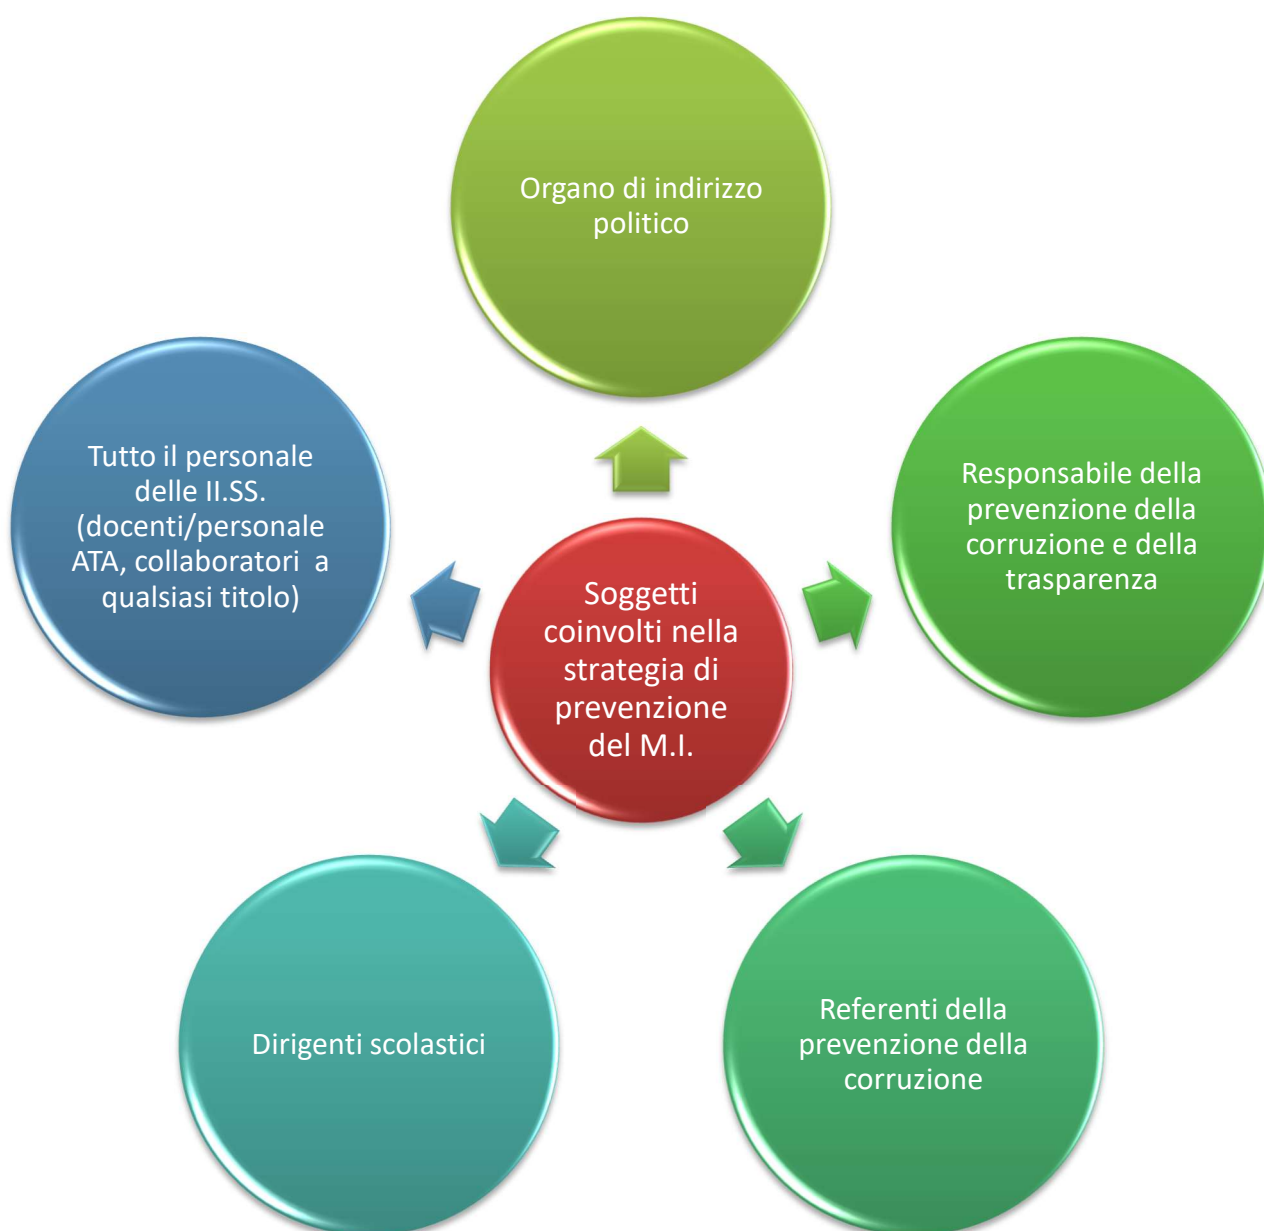 Organo di indirizzo
politico
Tutto il personale
delle II.SS.
(docenti/personale
ATA, collaboratori  a
qualsiasi titolo)
Responsabile della
prevenzione della
corruzione e della
trasparenza
Soggetti
coinvolti nella
strategia di
prevenzione
del M.I.
Dirigenti scolastici
Referenti della
prevenzione della
corruzione